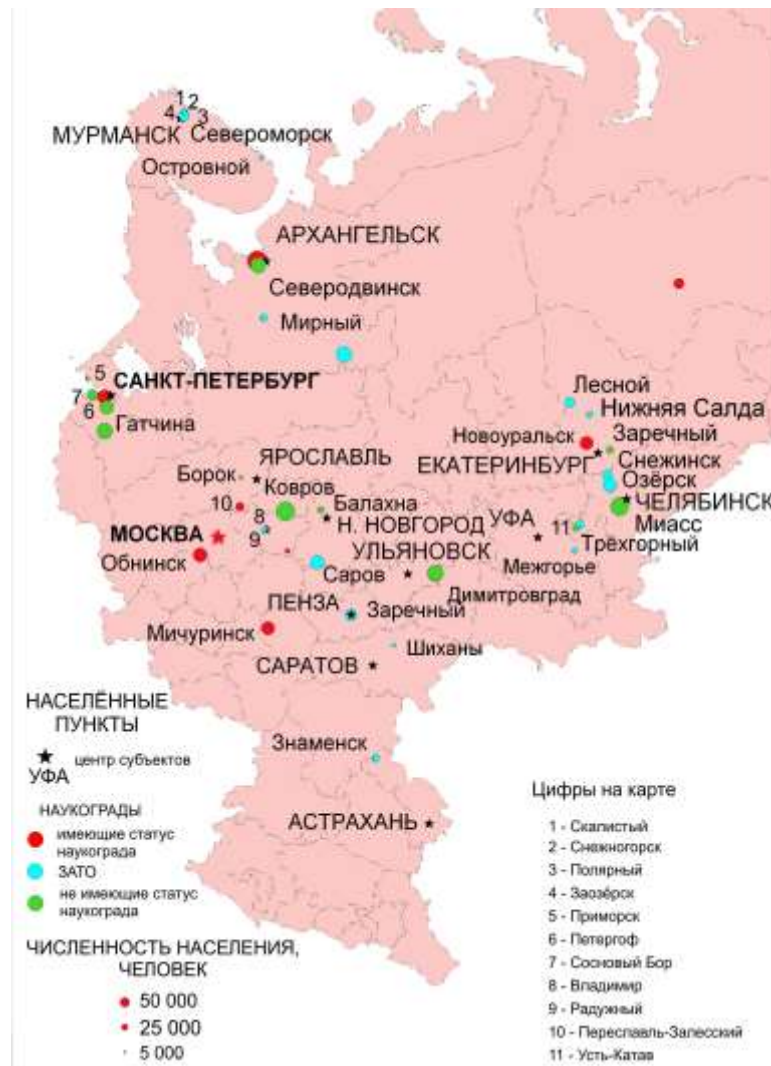 1
2
4
3
МУРМАНСК Североморск
Островной
АРХАНГЕЛЬСК
Северодвинск
Мирный
5
7
САНКТ-ПЕТЕРБУРГ
6
Гатчина
Лесной
Нижняя Салда
Новоуральск
Заречный
ЕКАТЕРИНБУРГ
Снежинск
Озёрск
ЧЕЛЯБИНСК
Миасс
ЯРОСЛАВЛЬ
Борок
Ковров
10
8
Балахна
Н. НОВГОРОД
УФА
11
МОСКВА
9
УЛЬЯНОВСК
Трёхгорный
Обнинск
Саров
Межгорье
Димитровград
ПЕНЗА
Заречный
Мичуринск
Шиханы
САРАТОВ
Знаменск
АСТРАХАНЬ
НАСЕЛЁННЫЕ
ПУНКТЫ
центр субъектов
УФА
НАУКОГРАДЫ
имеющие статус
наукограда
ЗАТО
не имеющие статус
наукограда
ЧИСЛЕННОСТЬ НАСЕЛЕНИЯ,
ЧЕЛОВЕК
50 000
25 000
5 000
Цифры на карте
1 - Скалистый
2 - Снежногорск
3 - Полярный
4 - Заозёрск
5 - Приморск
6 - Петергоф
7 - Сосновый Бор
8 - Владимир
9 - Радужный
10 - Переславль-Залесский
11 - Усть-Катав